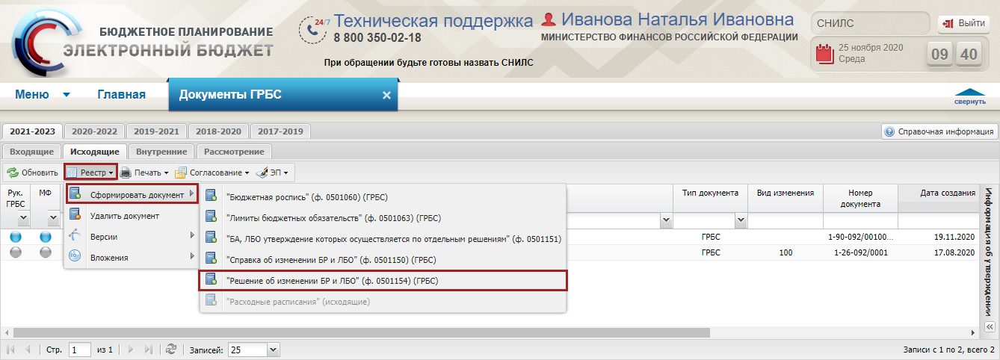 БЮДЖЕТНОЕ ПЛАНИРОВАНИЕ
ЭЛЕКТРОННЫЙ БЮДЖЕТ
24/7 Техническая поддержка
8 800 350-02-18
При обращении будьте готовы назвать СНИЛС
Иванова Наталья Ивановна
МИНИСТЕРСТВО ФИНАНСОВ РОССИЙСКОЙ ФЕДЕРАЦИИ
СНИЛС
Выйти
25 ноября 2020
Среда
09 40
Меню Главная Документы ГРБС
свернуть
2021-2023 2020-2022 2019-2021 2018-2020 2017-2019
Справочная информация
Входящие Исходящие Внутренние Рассмотрение
Обновить Реестр Печать Согласование ЭП
Сформировать документ
Удалить документ
Версии
Вложения
"Бюджетная роспись" (ф. 0501060) (ГРБС)
"Лимиты бюджетных обязательств" (ф. 0501063) (ГРБС)
"БА, ЛБО утверждение которых осуществляется по отдельным решениям" (ф. 0501151)
"Справка об изменении БР и ЛБО" (ф. 0501150) (ГРБС)
"Решение об изменении БР и ЛБО" (ф. 0501154) (ГРБС)
"Расходные расписания" (исходящие)
Рук. ГРБС
МФ
Тип документа
Вид изменения
Номер документа
Дата создания
ГРБС 1-90-092/00100... 19.11.2020
ГРБС 100 1-26-092/0001 17.08.2020
Информация об утверждении
Стр. 1 из 1 Записей: 25
Записи с 1 по 2, всего 2